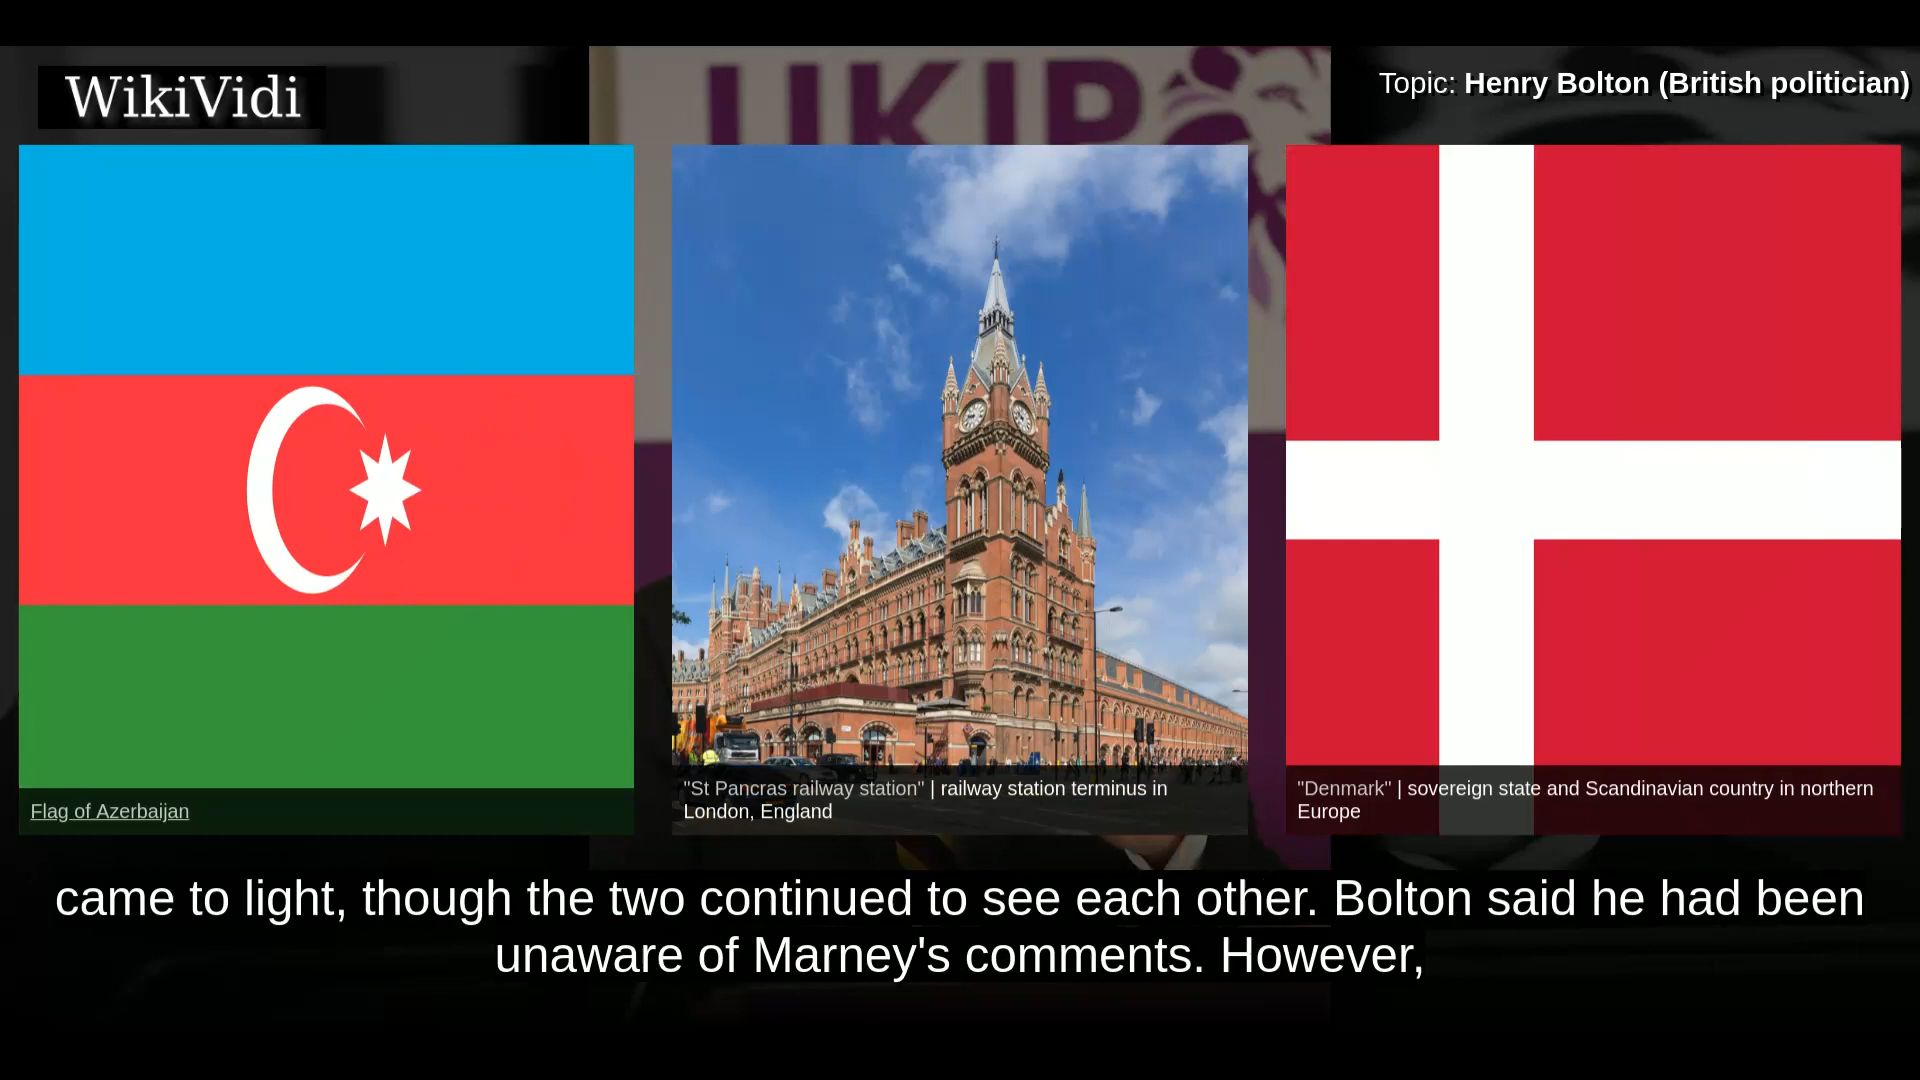 WikiVidi
Topic: Henry Bolton (British politician)
UKIP
Flag of Azerbaijan
"St Pancras railway station" | railway station terminus in
London, England
"Denmark" | sovereign state and Scandinavian country in northern
Europe
came to light, though the two continued to see each other. Bolton said he had been
unaware of Marney's comments. However,